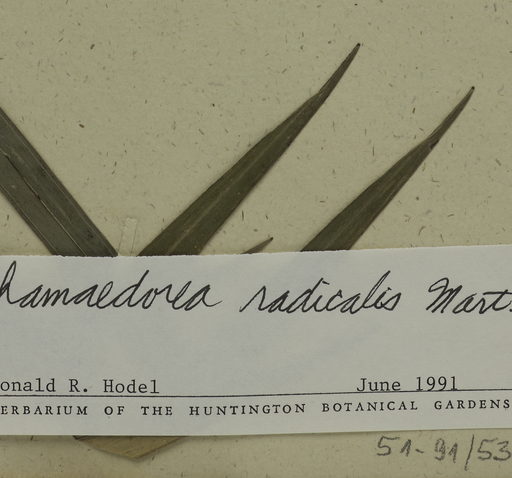 hamaedorea radicalis Mart.
onald R. Hodel June 1991
ERBARIUM OF THE HUNTINGTON BOTANICAL GARDENS
51-91/53